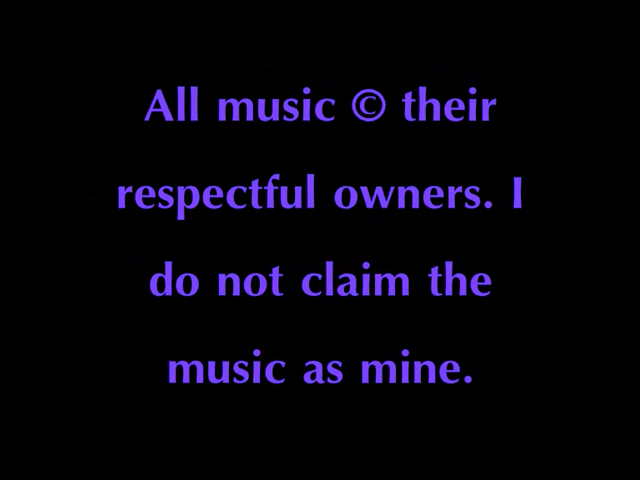 All music © their
respectful owners. I
do not claim the
music as mine.